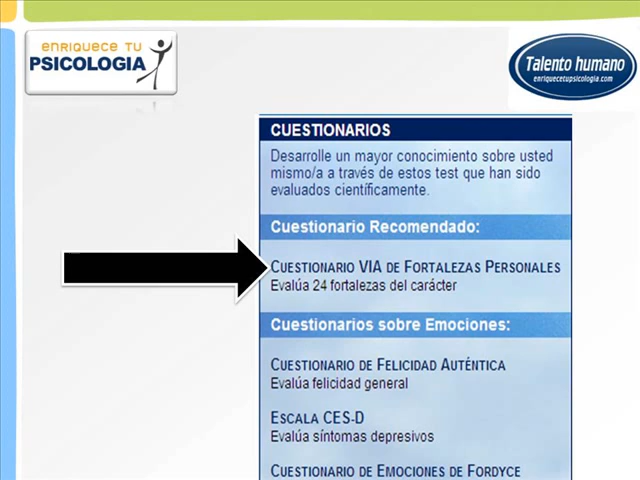 ENRIQUECE TU
PSICOLOGIA
Talento humano
enriquecetupsicologia.com
CUESTIONARIOS
Desarrolle un mayor conocimiento sobre usted
mismo/a a través de estos test que han sido
evaluados científicamente.
Cuestionario Recomendado:
CUESTIONARIO VIA DE FORTALEZAS PERSONALES
Evalúa 24 fortalezas del carácter
Cuestionarios sobre Emociones:
CUESTIONARIO DE FELICIDAD AUTÉNTICA
Evalúa felicidad general
ESCALA CES-D
Evalúa síntomas depresivos
CUESTIONARIO DE EMOCIONES DE FORDYCE